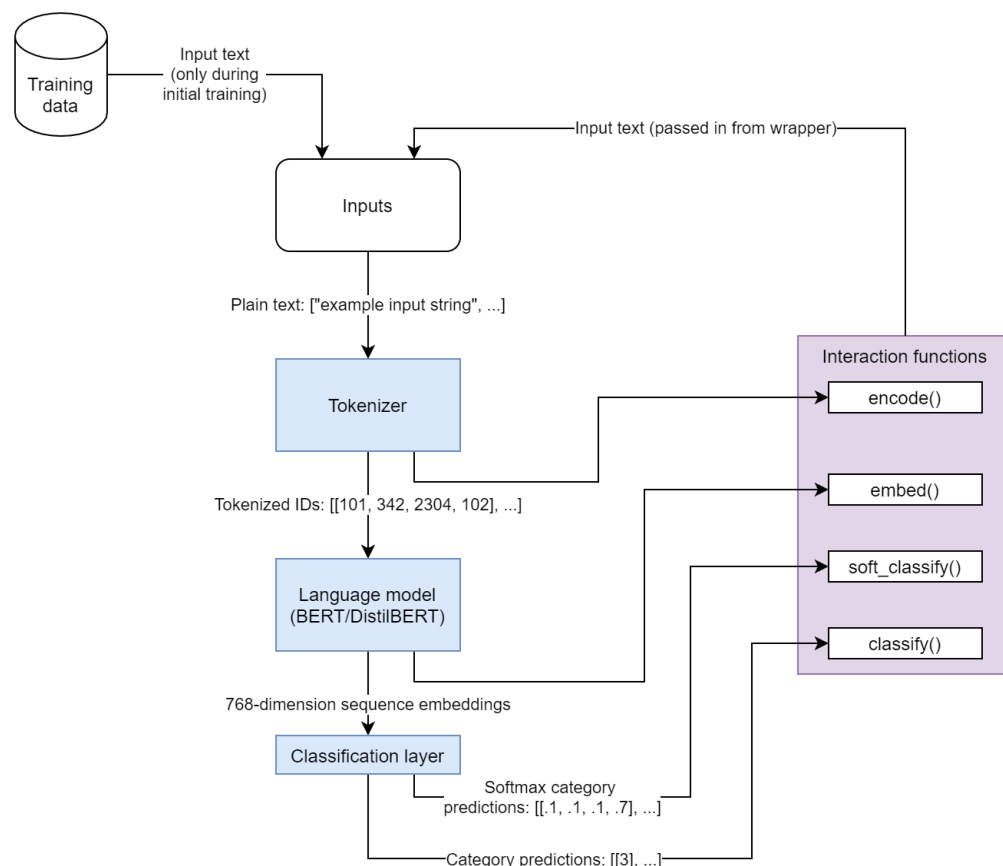 Training
data
Input text
(only during
initial training)
Input text (passed in from wrapper)
Inputs
Plain text: ["example input string", ...]
Tokenizer
Tokenized IDs: [[101, 342, 2304, 102], ...]
Language model
(BERT/DistilBERT)
768-dimension sequence embeddings
Classification layer
Softmax category
predictions: [[.1, .1, .1, .7], ...]
Category predictions: [[3], ...]
Interaction functions
encode()
embed()
soft_classify()
classify()